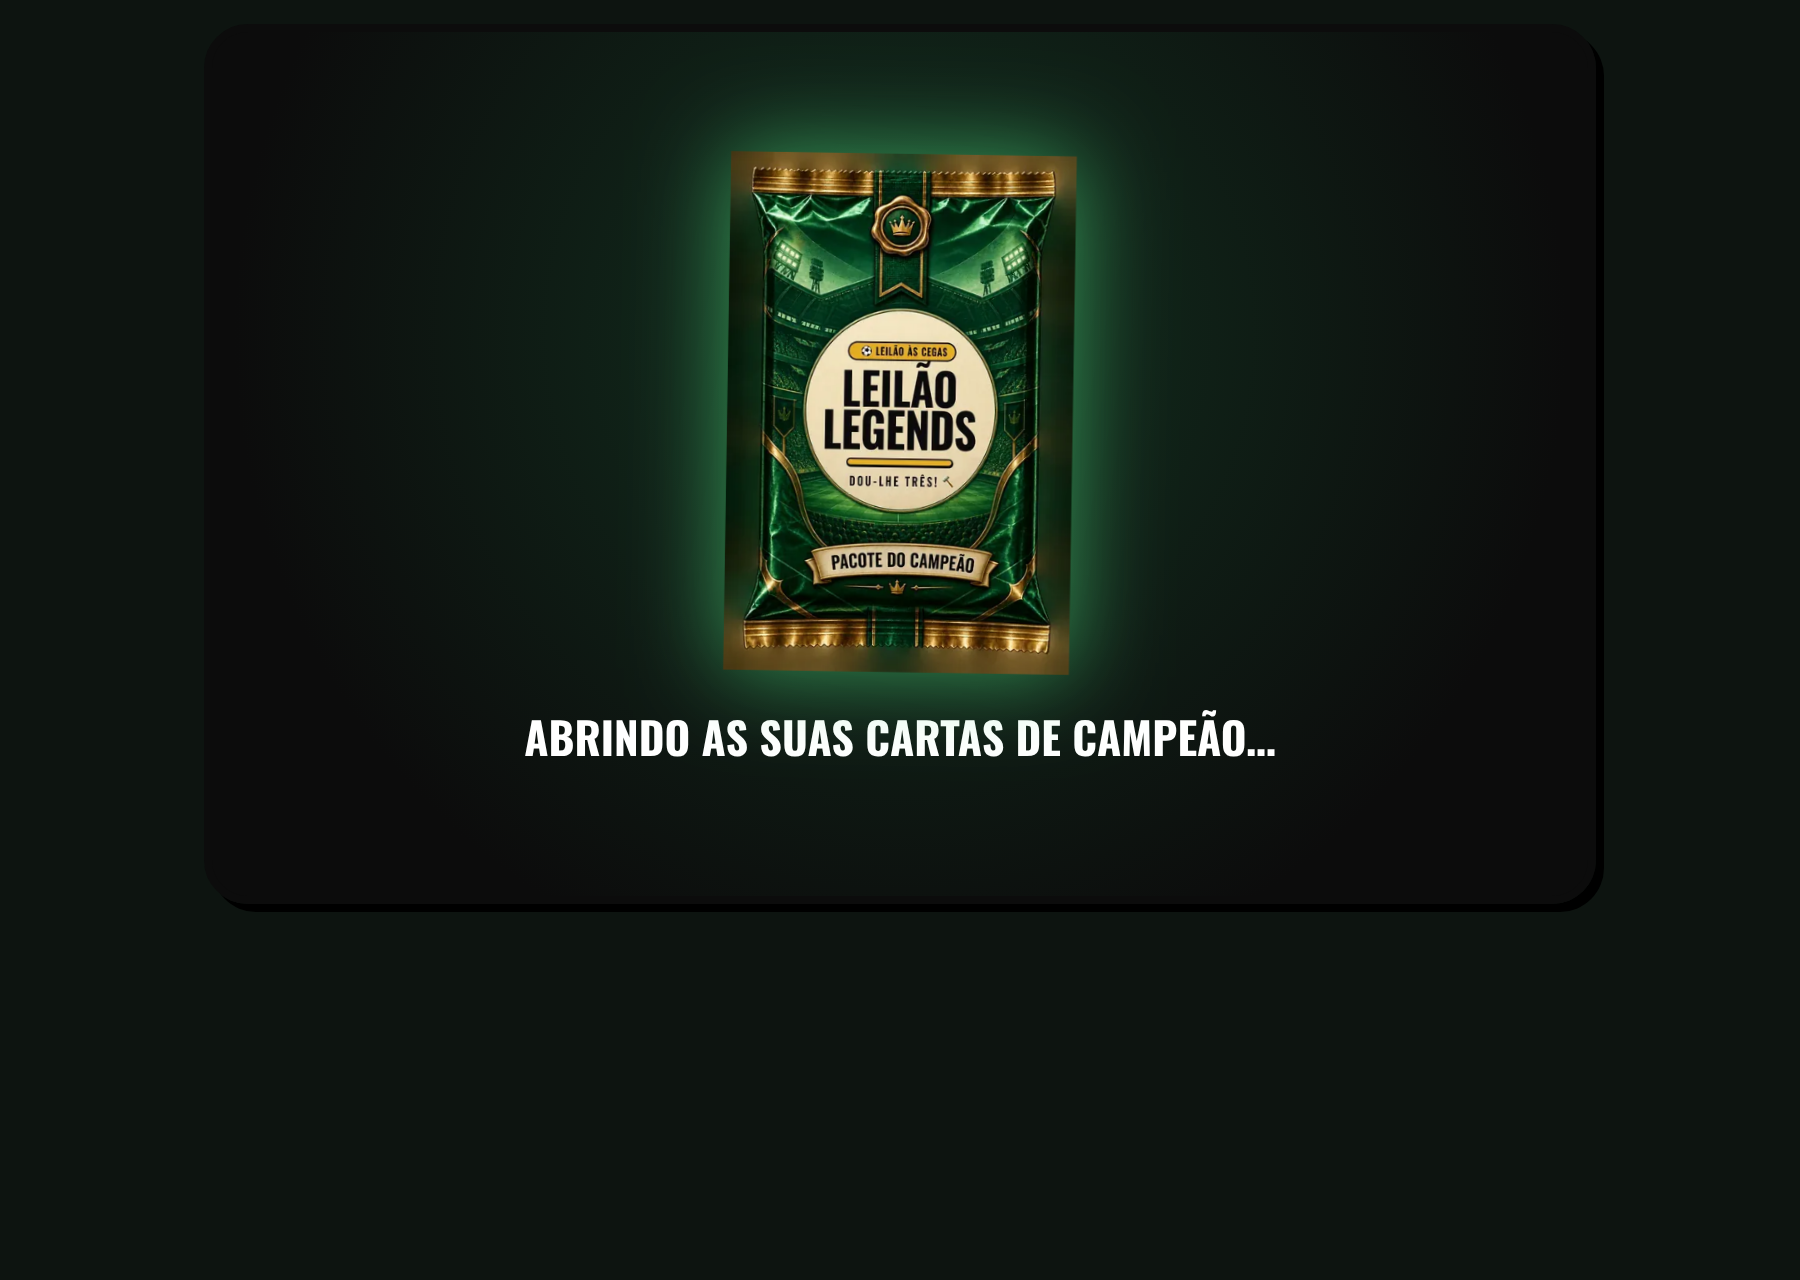 LEILÃO ÀS CEGAS
LEILÃO
LEGENDS
DOU-LHE TRÊS!
PACOTE DO CAMPEÃO
ABRINDO AS SUAS CARTAS DE CAMPEÃO...